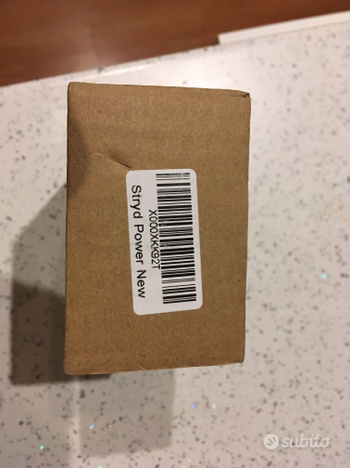 X000XKK92T
Stryd Power New
subito